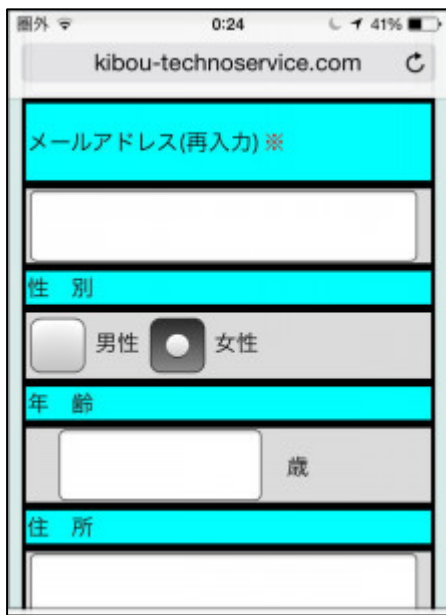 圏外 0:24 41%
kibou-technoservice.com
メールアドレス(再入力)※
性　別
男性 女性
年　齢
歳
住　所